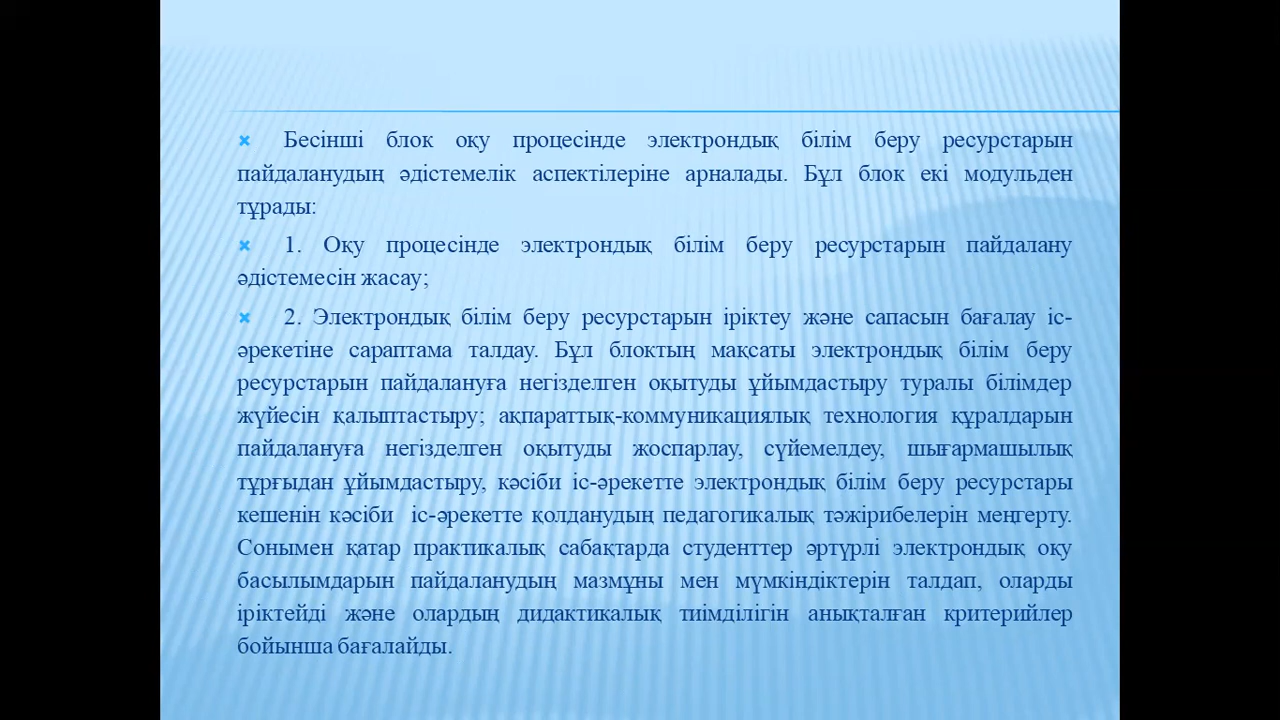 Бесінші блок оқу процесінде электрондық білім беру ресурстарын
пайдаланудың әдістемелік аспектілеріне арналады. Бұл блок екі модульден
тұрады:
1. Оқу процесінде электрондық білім беру ресурстарын пайдалану
әдістемесін жасау;
2. Электрондық білім беру ресурстарын іріктеу және сапасын бағалау іс-
әрекетіне сараптама талдау. Бұл блоктың мақсаты электрондық білім беру
ресурстарын пайдалануға негізделген оқытуды ұйымдастыру туралы білімдер
жүйесін қалыптастыру; ақпараттық-коммуникациялық технология құралдарын
пайдалануға негізделген оқытуды жоспарлау, сүйемелдеу, шығармашылық
тұрғыдан ұйымдастыру, кәсіби іс-әрекетте электрондық білім беру ресурстары
кешенін кәсіби іс-әрекетте қолданудың педагогикалық тәжірибелерін меңгерту.
Сонымен қатар практикалық сабақтарда студенттер әртүрлі электрондық оқу
басылымдарын пайдаланудың мазмұны мен мүмкіндіктерін талдап, оларды
іріктейді және олардың дидактикалық тиімділігін анықталған критерийлер
бойынша бағалайды.